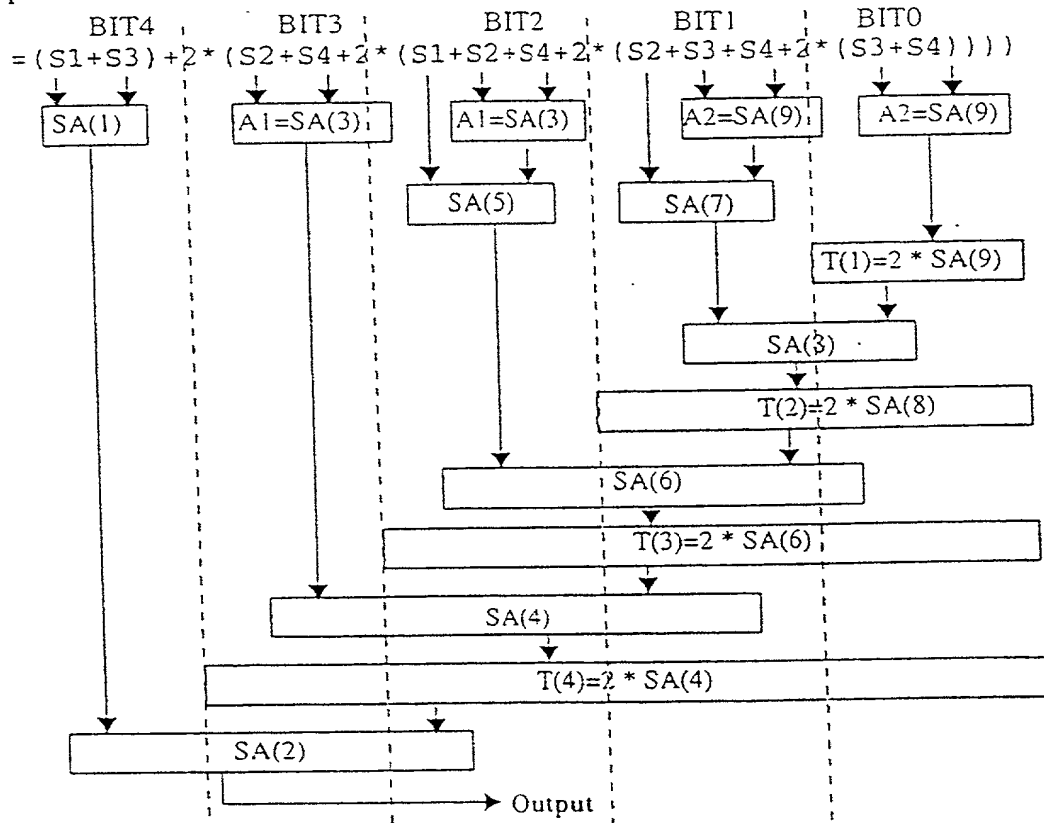 BIT4 BIT3 BIT2 BIT1 BIT0
=(S1+S3)+2*(S2+S4+2*(S1+S2+S4+2*(S2+S3+S4+2*(S3+S4))))
SA(1) A1=SA(3) A1=SA(3) A2=SA(9) A2=SA(9)
SA(5) SA(7)
T(1)=2 * SA(9)
SA(3)
T(2)=2 * SA(8)
SA(6)
T(3)=2 * SA(6)
SA(4)
T(4)=2 * SA(4)
SA(2)
Output